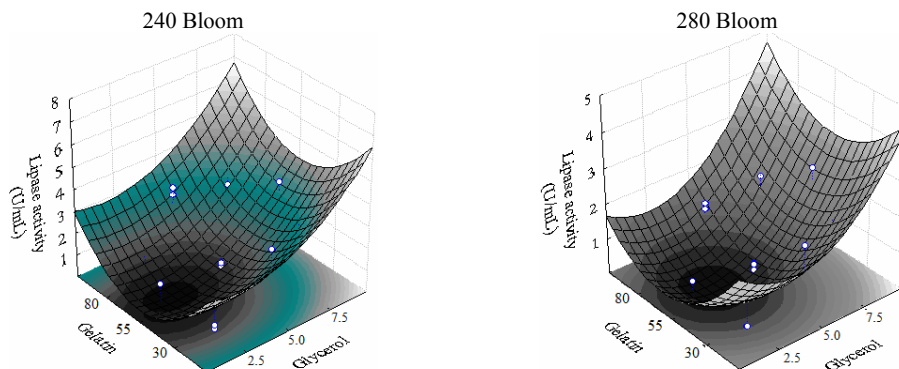 240 Bloom
280 Bloom
8
7
6
5
4
3
2
1
Lipase activity
(U/mL)
80
55
30
Gelatin
2.5
5.0
7.5
Glycerol
5
4
3
2
1
Lipase activity
(U/mL)
80
55
30
Gelatin
2.5
5.0
7.5
Glycerol